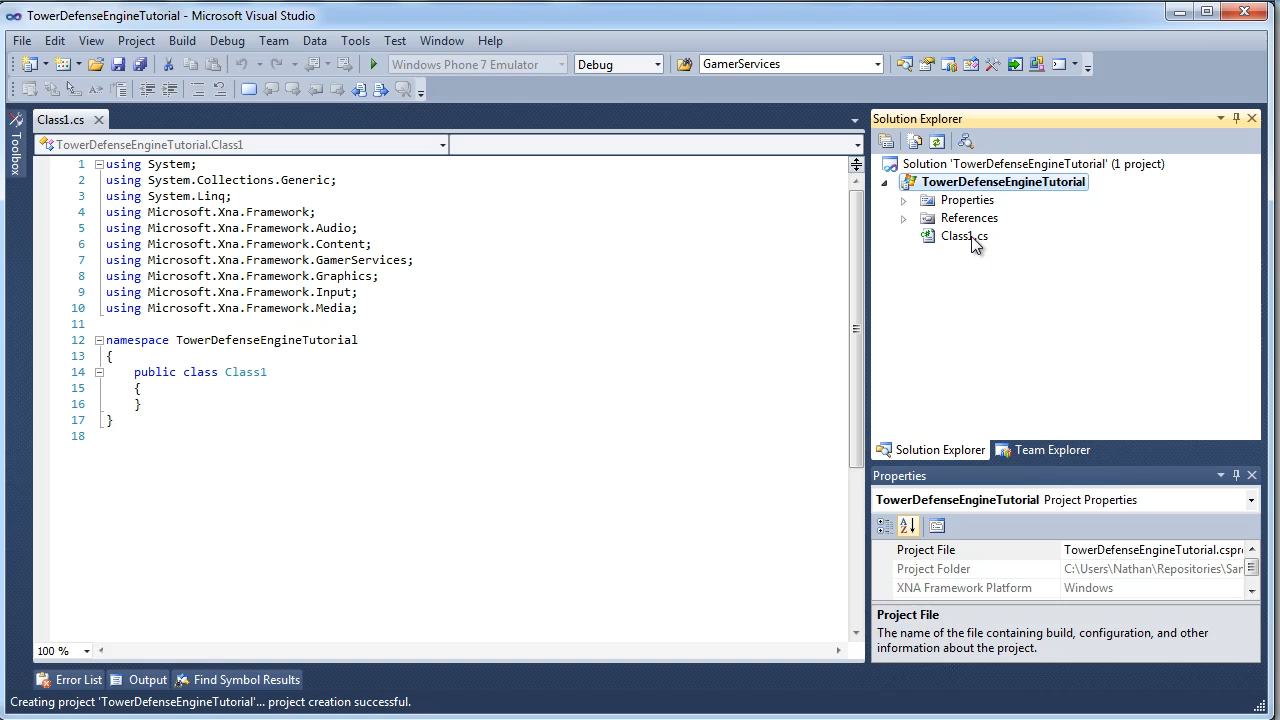 TowerDefenseEngineTutorial - Microsoft Visual Studio
File Edit View Project Build Debug Team Data Tools Test Window Help
Windows Phone 7 Emulator Debug GamerServices
Toolbox
Class1.cs
TowerDefenseEngineTutorial.Class1
1 using System;
2 using System.Collections.Generic;
3 using System.Linq;
4 using Microsoft.Xna.Framework;
5 using Microsoft.Xna.Framework.Audio;
6 using Microsoft.Xna.Framework.Content;
7 using Microsoft.Xna.Framework.GamerServices;
8 using Microsoft.Xna.Framework.Graphics;
9 using Microsoft.Xna.Framework.Input;
10 using Microsoft.Xna.Framework.Media;
11
12 namespace TowerDefenseEngineTutorial
13 {
14 public class Class1
15 {
16 }
17 }
18
100 %
Solution Explorer
Solution 'TowerDefenseEngineTutorial' (1 project)
TowerDefenseEngineTutorial
Properties
References
Class1.cs
Solution Explorer Team Explorer
Properties
TowerDefenseEngineTutorial Project Properties
Project File TowerDefenseEngineTutorial.cspr
Project Folder C:\Users\Nathan\Repositories\Sar
XNA Framework Platform Windows
Project File
The name of the file containing build, configuration, and other
information about the project.
Error List Output Find Symbol Results
Creating project 'TowerDefenseEngineTutorial'... project creation successful.